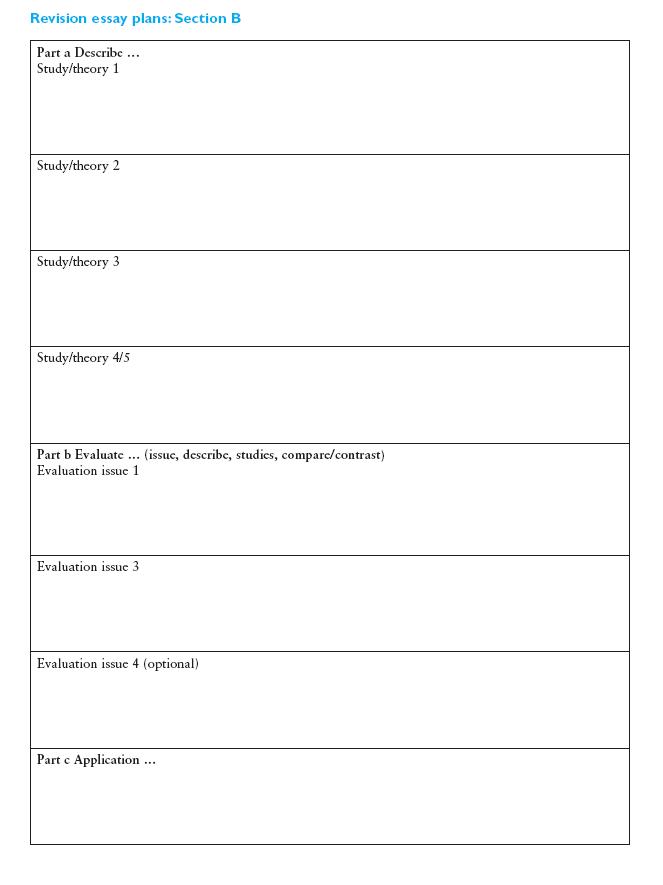 Revision essay plans: Section B
Part a Describe …
Study/theory 1
Study/theory 2
Study/theory 3
Study/theory 4/5
Part b Evaluate … (issue, describe, studies, compare/contrast)
Evaluation issue 1
Evaluation issue 3
Evaluation issue 4 (optional)
Part c Application …